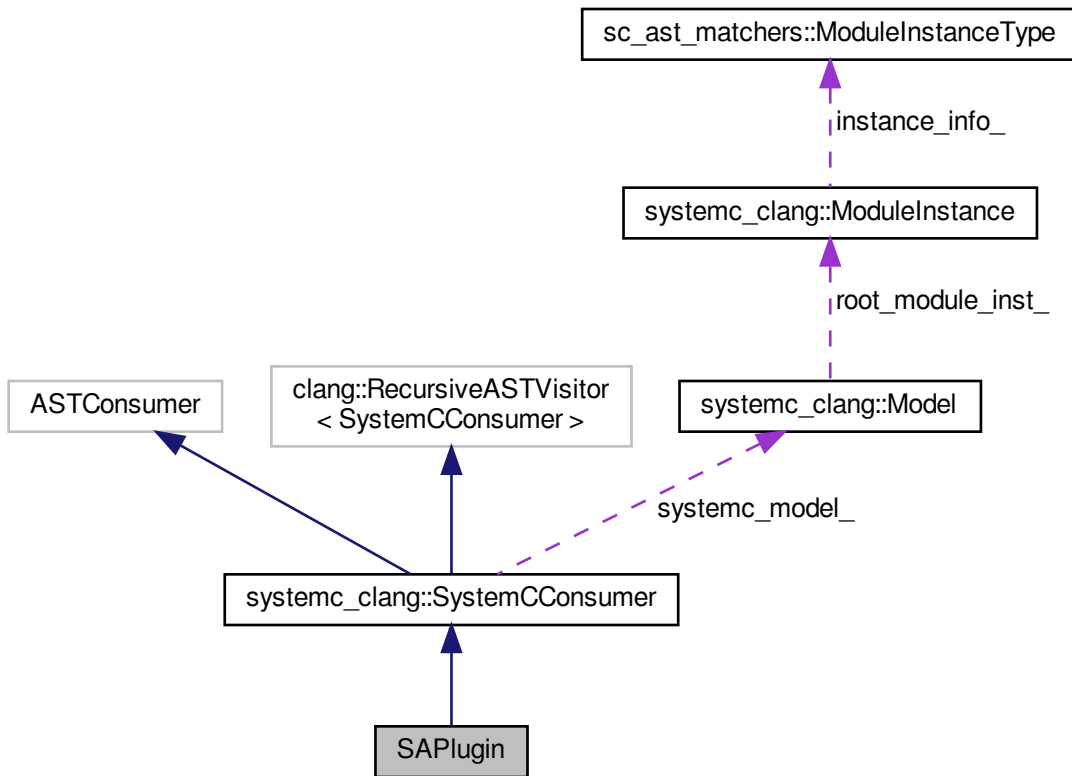 sc_ast_matchers::ModuleInstanceType
instance_info_
systemc_clang::ModuleInstance
root_module_inst_
clang::RecursiveASTVisitor
< SystemCConsumer >
ASTConsumer
systemc_clang::Model
systemc_model_
systemc_clang::SystemCConsumer
SAPlugin